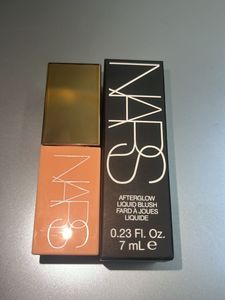 NARS
NARS
AFTERGLOW
LIQUID BLUSH
FARD À JOUES
LIQUIDE
0.23 Fl. Oz.
7 mL e